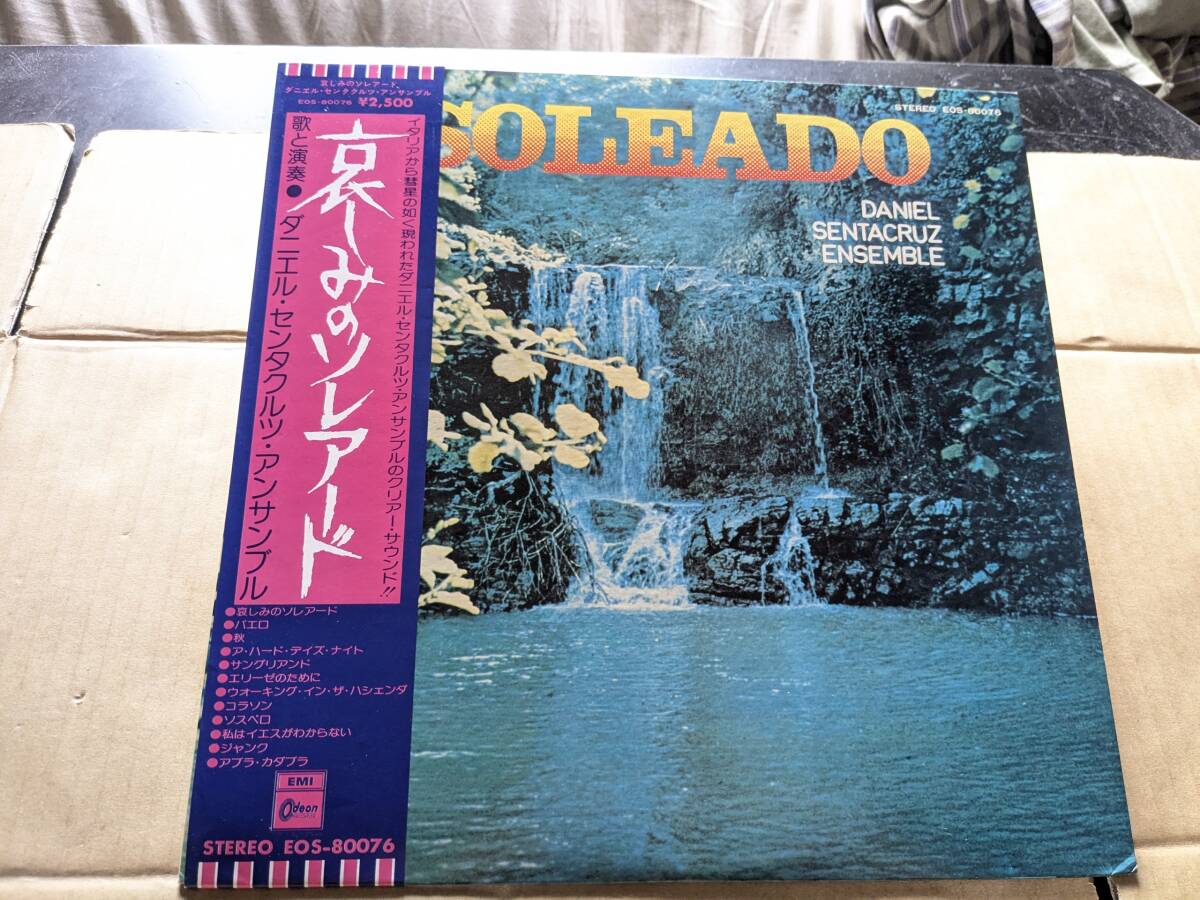 哀しみのソレアード
ダニエル・センタクルツ・アンサンブル
EOS-80076 ¥2,500
イタリアから彗星の如く現われたダニエル・センタクルツ・アンサンブルのクリアー・サウンド!!
哀しみのソレアード
歌と演奏●ダニエル・センタクルツ・アンサンブル
●哀しみのソレアード
●パエロ
●秋
●ア・ハード・デイズ・ナイト
●サングリアンド
●エリーゼのために
●ウォーキング・イン・ザ・ハシェンダ
●コラソン
●ソスペロ
●私はイエスがわからない
●ジャンク
●アブラ・カダブラ
EMI
Odeon
STEREO EOS-80076
STEREO EOS-80076
SOLEADO
DANIEL
SENTACRUZ
ENSEMBLE